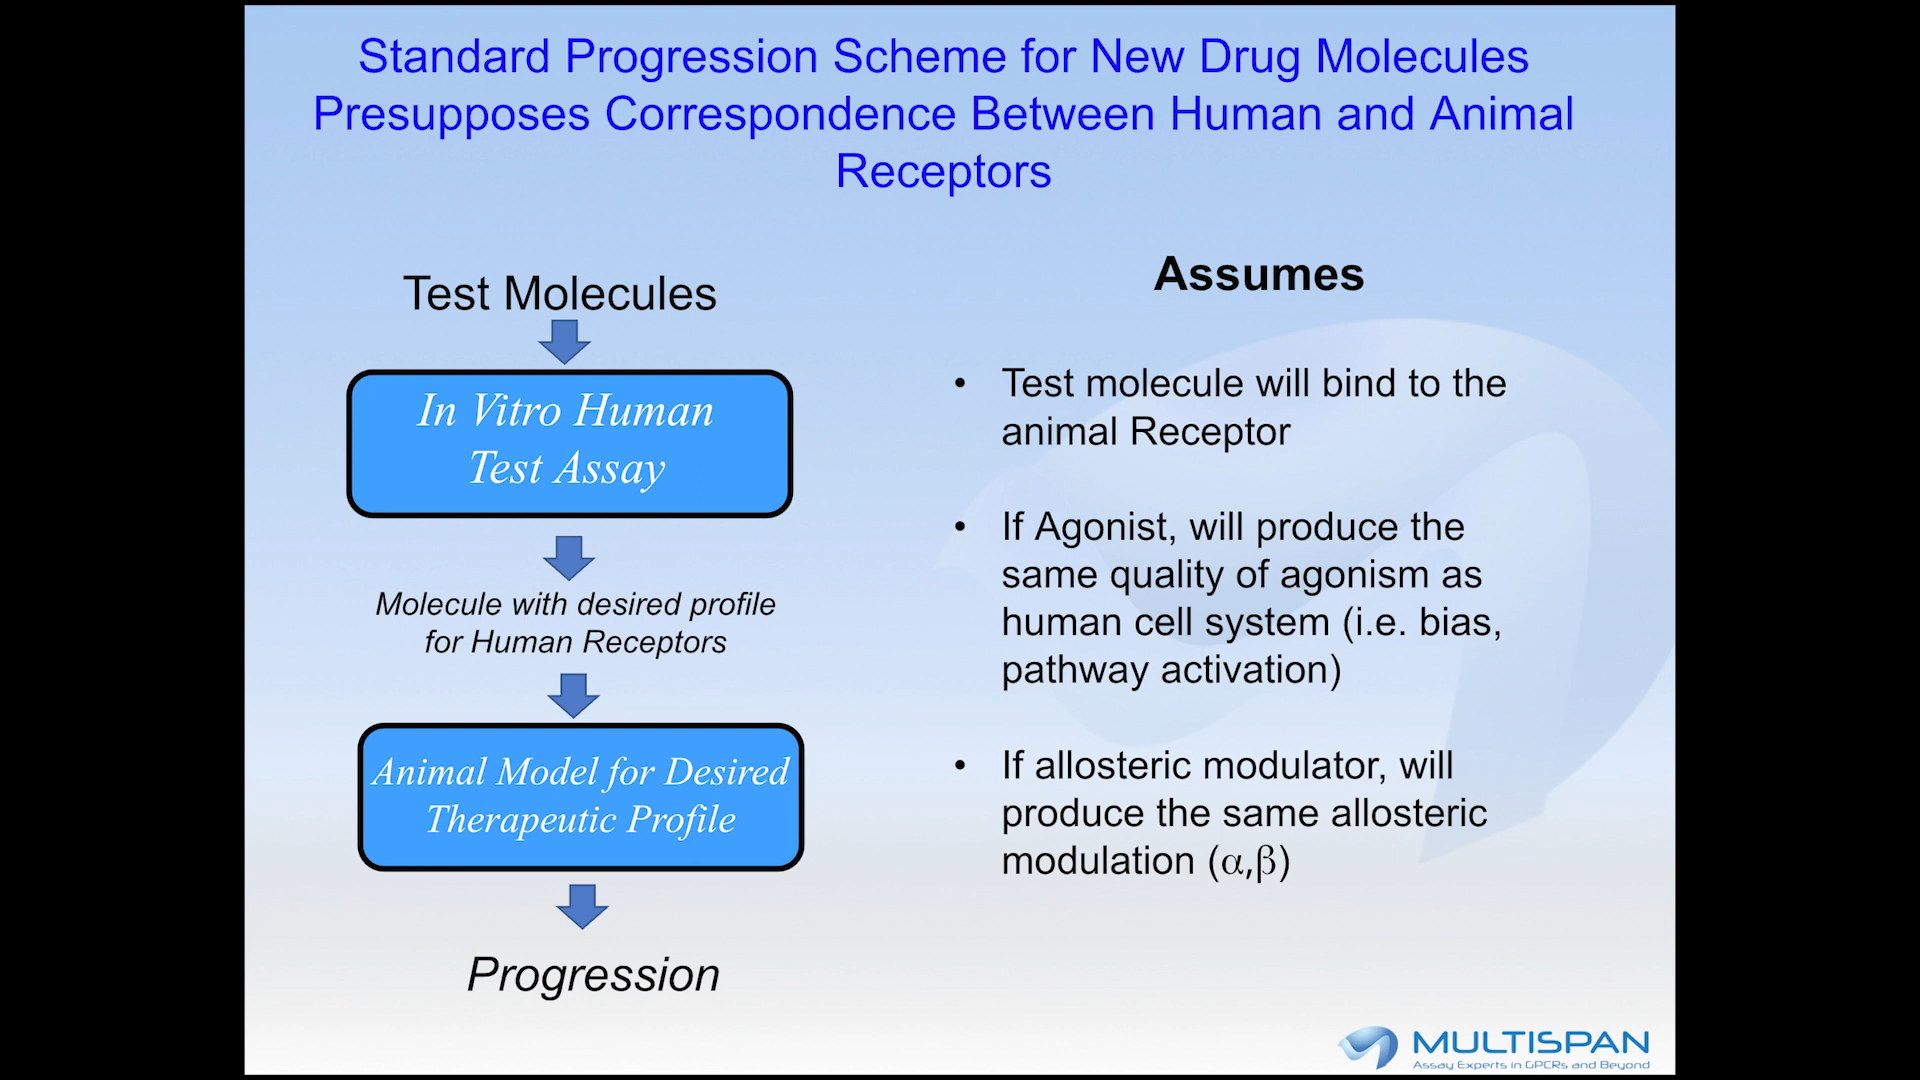 Standard Progression Scheme for New Drug Molecules
Presupposes Correspondence Between Human and Animal
Receptors
Test Molecules
In Vitro Human
Test Assay
Molecule with desired profile
for Human Receptors
Animal Model for Desired
Therapeutic Profile
Progression
Assumes
• Test molecule will bind to the
animal Receptor
• If Agonist, will produce the
same quality of agonism as
human cell system (i.e. bias,
pathway activation)
• If allosteric modulator, will
produce the same allosteric
modulation (α,β)
MULTISPAN
Assay Experts in GPCRs and Beyond